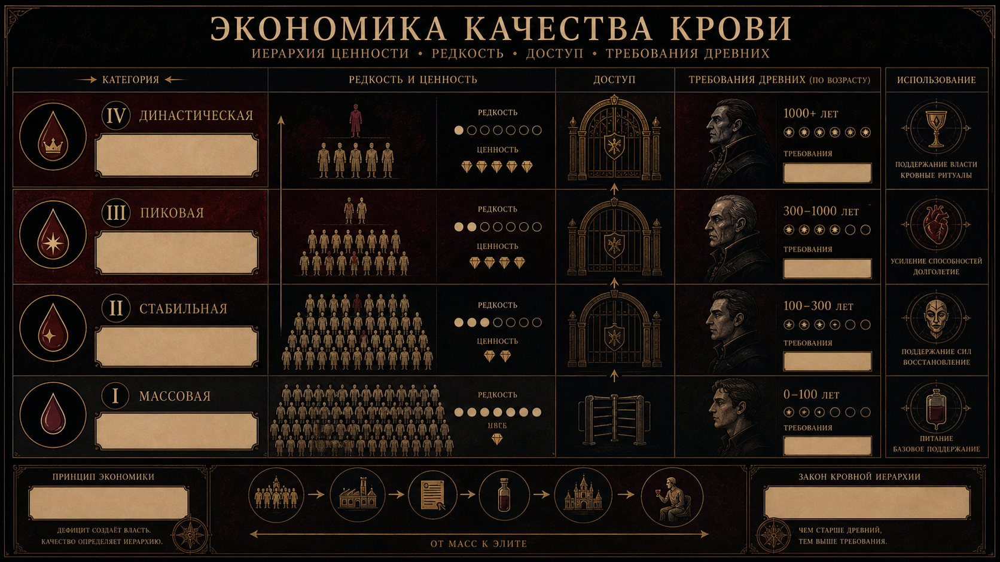 ЭКОНОМИКА КАЧЕСТВА КРОВИ
ИЕРАРХИЯ ЦЕННОСТИ • РЕДКОСТЬ • ДОСТУП • ТРЕБОВАНИЯ ДРЕВНИХ
КАТЕГОРИЯ
РЕДКОСТЬ И ЦЕННОСТЬ
ДОСТУП
ТРЕБОВАНИЯ ДРЕВНИХ (ПО ВОЗРАСТУ)
ИСПОЛЬЗОВАНИЕ
IV ДИНАСТИЧЕСКАЯ
РЕДКОСТЬ
ЦЕННОСТЬ
1000+ ЛЕТ
ТРЕБОВАНИЯ
ПОДДЕРЖАНИЕ ВЛАСТИ
КРОВНЫЕ РИТУАЛЫ
III ПИКОВАЯ
РЕДКОСТЬ
ЦЕННОСТЬ
300–1000 ЛЕТ
ТРЕБОВАНИЯ
УСИЛЕНИЕ СПОСОБНОСТЕЙ
ДОЛГОЛЕТИЕ
II СТАБИЛЬНАЯ
РЕДКОСТЬ
ЦЕННОСТЬ
100–300 ЛЕТ
ТРЕБОВАНИЯ
ПОДДЕРЖАНИЕ СИЛ
ВОССТАНОВЛЕНИЕ
I МАССОВАЯ
РЕДКОСТЬ
0–100 ЛЕТ
ТРЕБОВАНИЯ
ПИТАНИЕ
БАЗОВОЕ ПОДДЕРЖАНИЕ
ПРИНЦИП ЭКОНОМИКИ
ДЕФИЦИТ СОЗДАЁТ ВЛАСТЬ.
КАЧЕСТВО ОПРЕДЕЛЯЕТ ИЕРАРХИЮ.
ОТ МАСС К ЭЛИТЕ
ЗАКОН КРОВНОЙ ИЕРАРХИИ
ЧЕМ СТАРШЕ ДРЕВНИЙ,
ТЕМ ВЫШЕ ТРЕБОВАНИЯ.